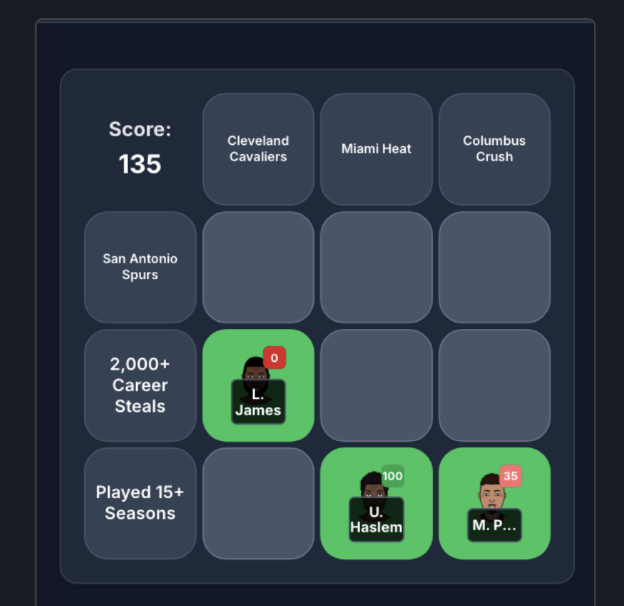 Score:
135
Cleveland
Cavaliers
Miami Heat
Columbus
Crush
San Antonio
Spurs
2,000+
Career
Steals
0
L.
James
Played 15+
Seasons
100
U.
Haslem
35
M. P...